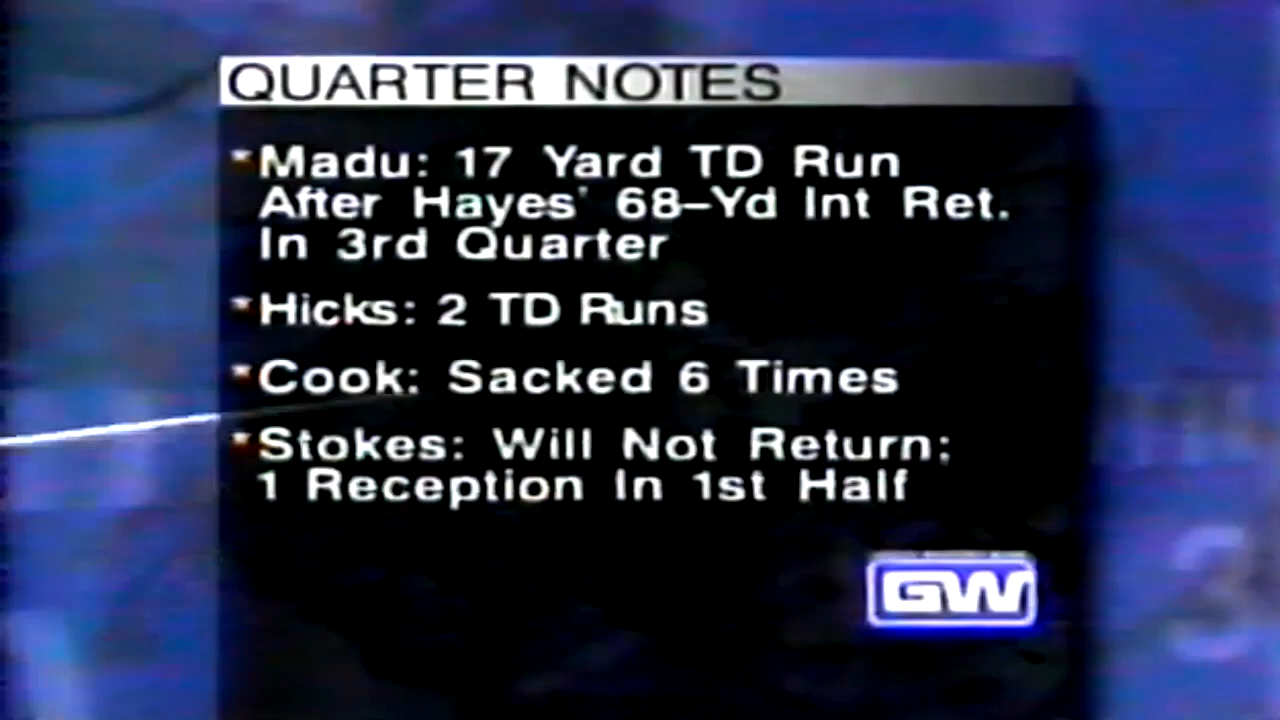 QUARTER NOTES
*Madu: 17 Yard TD Run
After Hayes' 68-Yd Int Ret.
In 3rd Quarter
*Hicks: 2 TD Runs
*Cook: Sacked 6 Times
*Stokes: Will Not Return;
1 Reception In 1st Half
GW